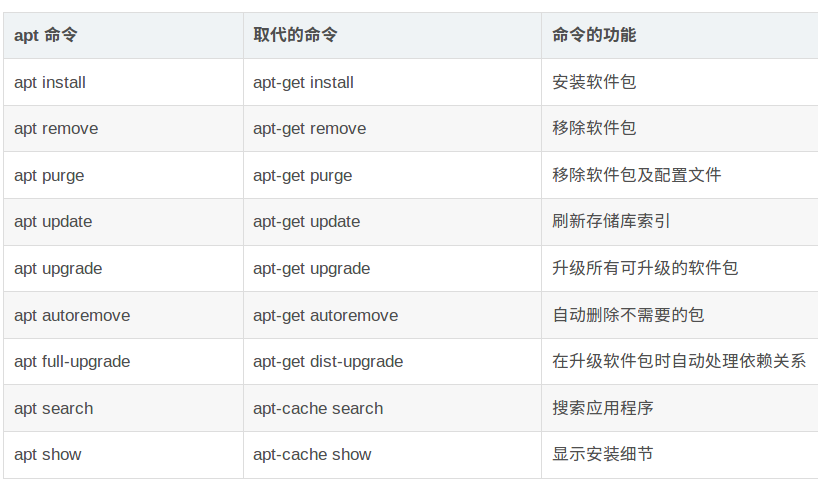 apt 命令 取代的命令 命令的功能
apt install apt-get install 安装软件包
apt remove apt-get remove 移除软件包
apt purge apt-get purge 移除软件包及配置文件
apt update apt-get update 刷新存储库索引
apt upgrade apt-get upgrade 升级所有可升级的软件包
apt autoremove apt-get autoremove 自动删除不需要的包
apt full-upgrade apt-get dist-upgrade 在升级软件包时自动处理依赖关系
apt search apt-cache search 搜索应用程序
apt show apt-cache show 显示安装细节